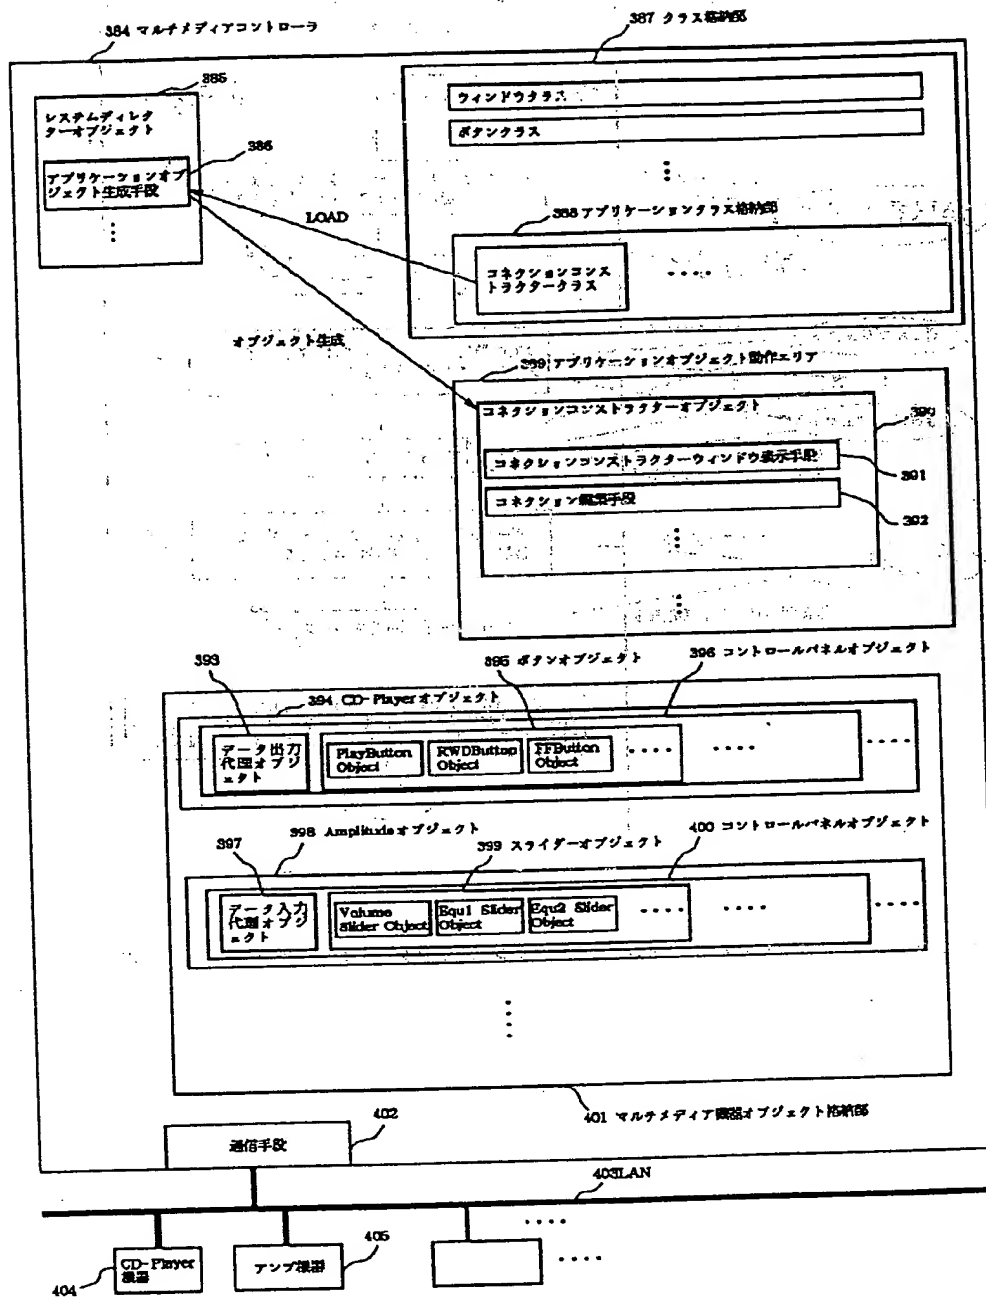 384 マルチメディアコントローラ
387 クラス格納部
385
システムディレク
ターオブジェクト
386
アプリケーションオブ
ジェクト生成手段
ウィンドウクラス
ボタンクラス
LOAD
388 アプリケーションクラス格納部
コネクションコンス
トラクタークラス
オブジェクト生成
389 アプリケーションオブジェクト動作エリア
コネクションコンストラクターオブジェクト
390
コネクションコンストラクターウィンドウ表示手段
391
コネクション編集手段
392
393
395 ボタンオブジェクト
396 コントロールパネルオブジェクト
394 CD-Playerオブジェクト
データ出力
代理オブジ
ェクト
PlayButton
Object
RWDButton
Object
FFButton
Object
397
398 Amplitudeオブジェクト
399 スライダーオブジェクト
400 コントロールパネルオブジェクト
データ入力
代理オブジ
ェクト
Volume
Slider Object
Equ1 Slider
Object
Equ2 Slider
Object
401 マルチメディア機器オブジェクト格納部
402
通信手段
403LAN
404
CD-Player
機器
405
アンプ機器